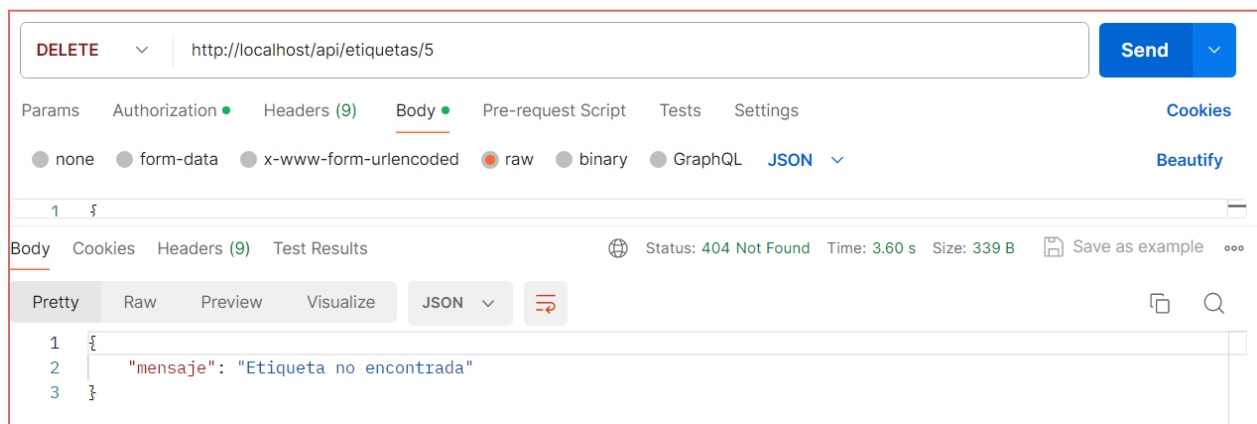 DELETE http://localhost/api/etiquetas/5 Send
Params Authorization Headers (9) Body Pre-request Script Tests Settings Cookies
none form-data x-www-form-urlencoded raw binary GraphQL JSON Beautify
1 {
Body Cookies Headers (9) Test Results Status: 404 Not Found Time: 3.60 s Size: 339 B Save as example
Pretty Raw Preview Visualize JSON
1 {
2 "mensaje": "Etiqueta no encontrada"
3 }